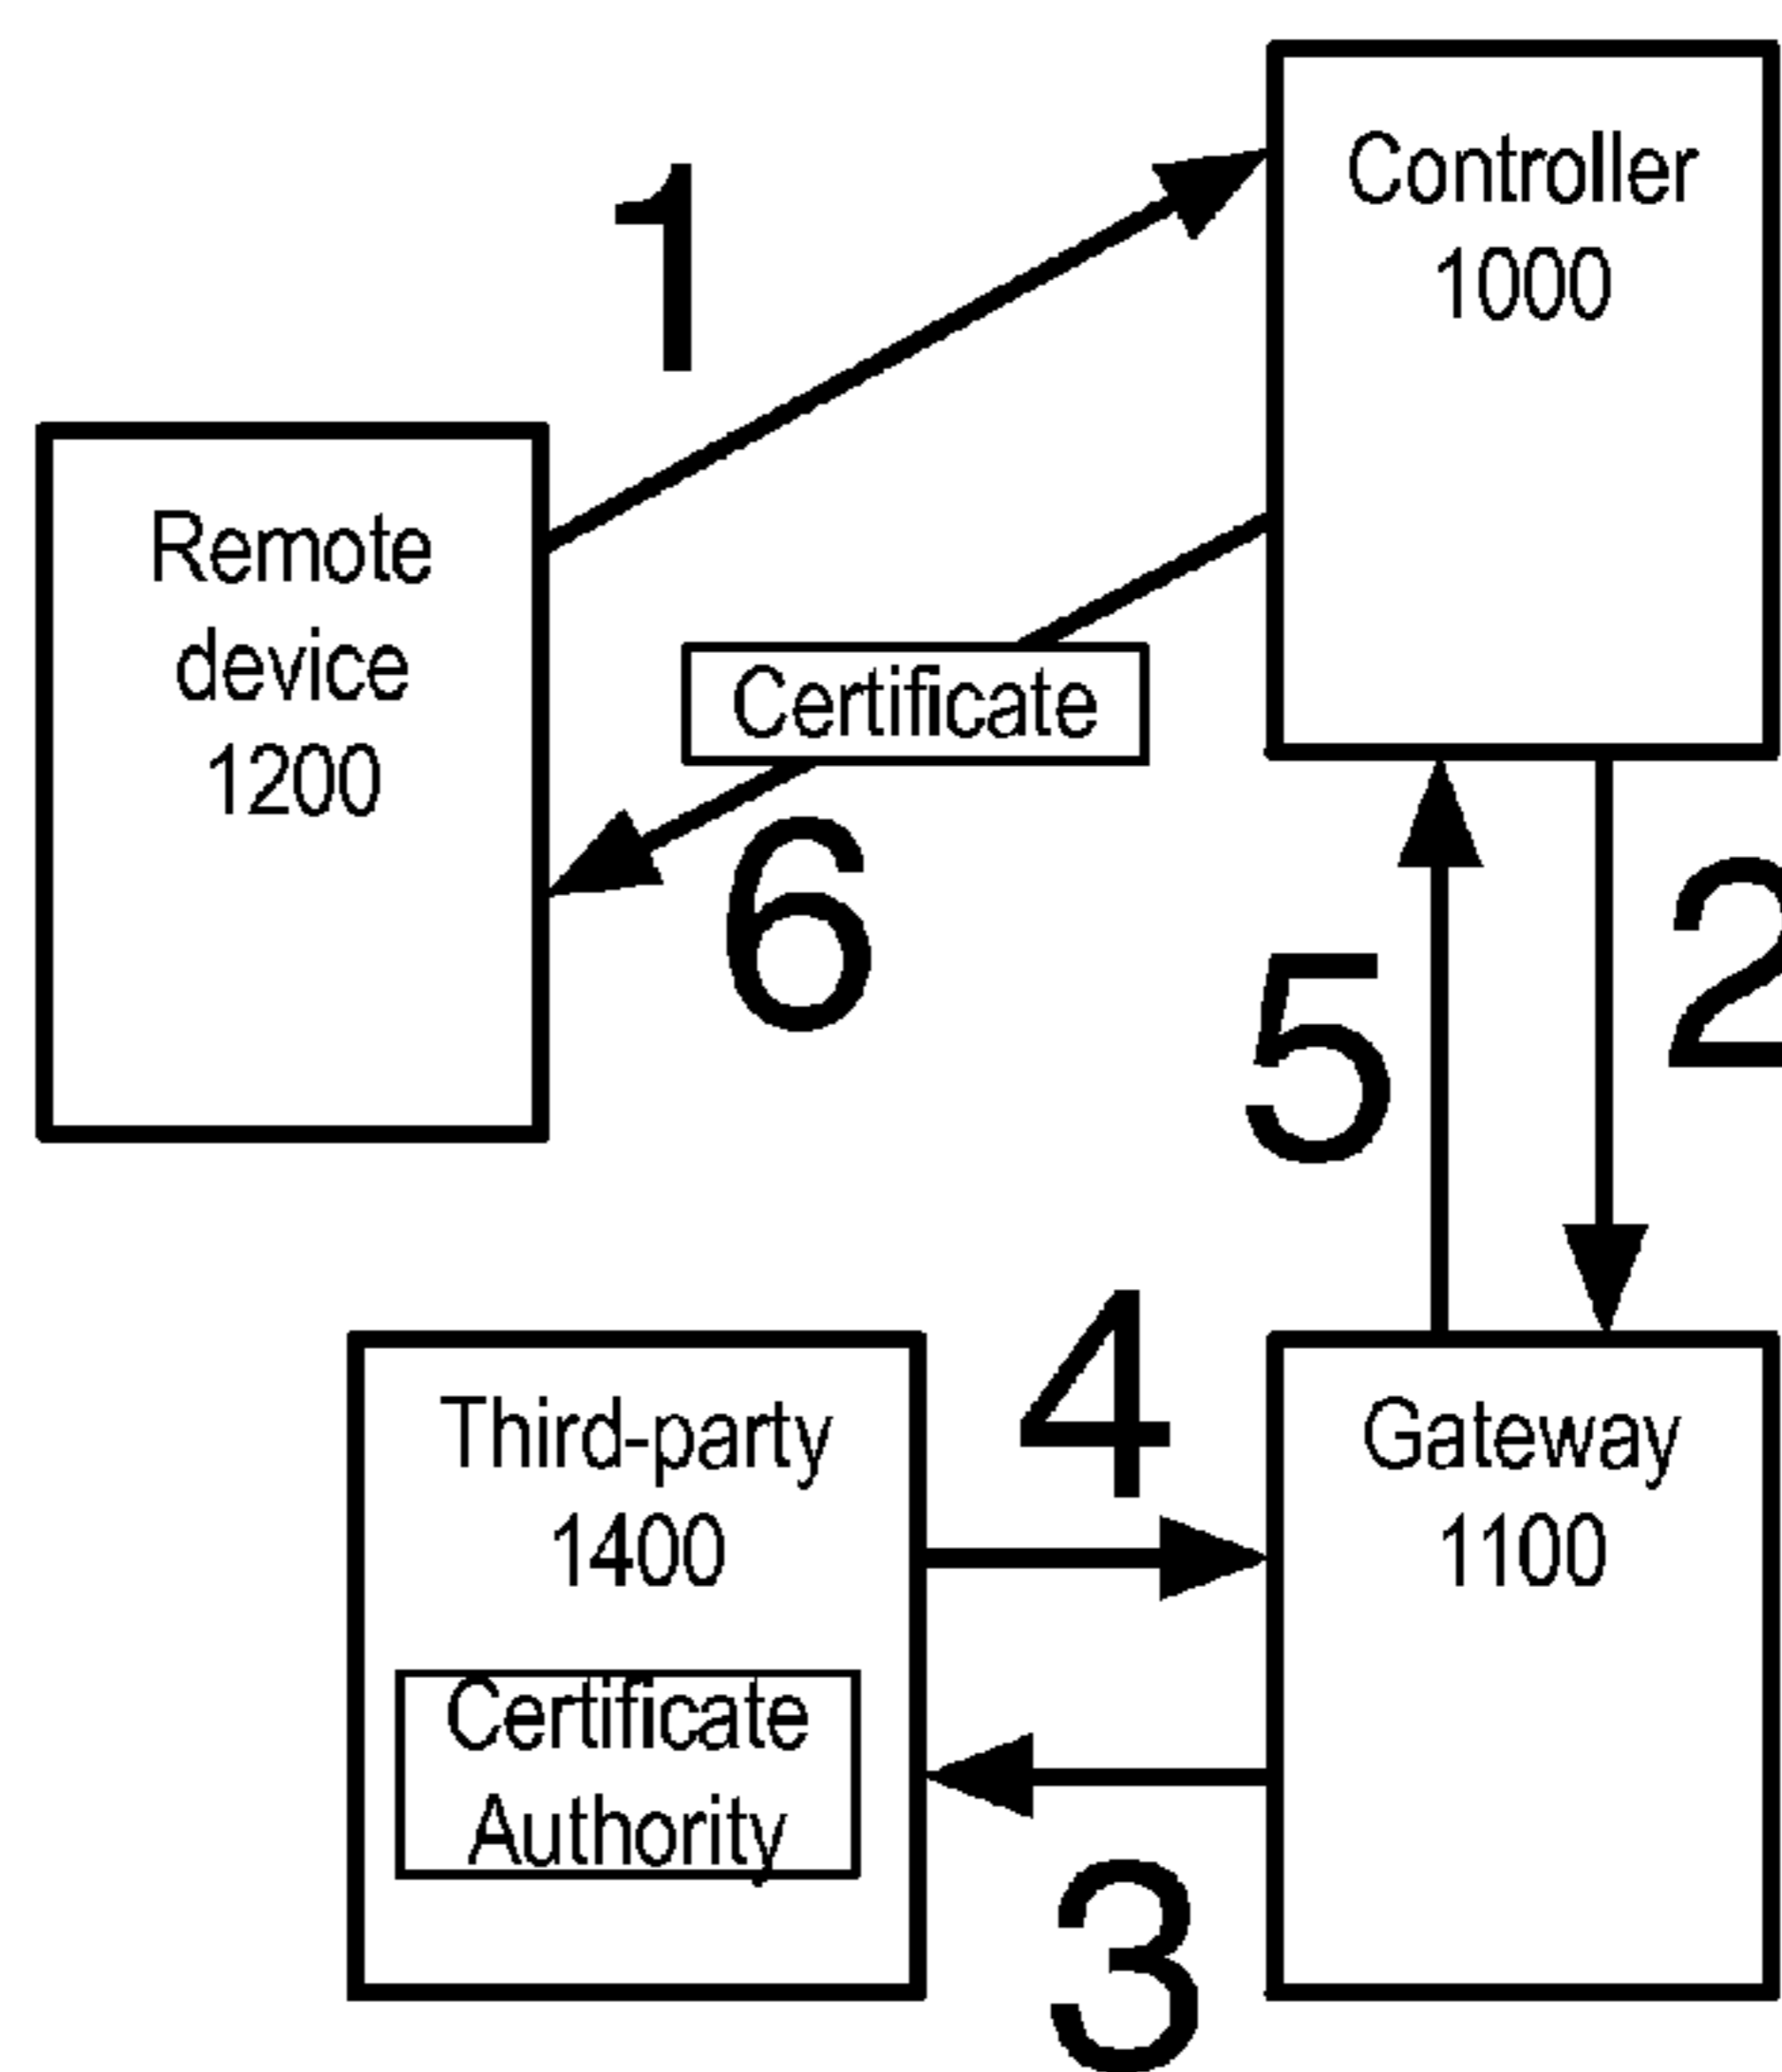 1
Controller
1000
Remote
device
1200
Certificate
6
5
2
4
Third-party
1400
Certificate
Authority
Gateway
1100
3